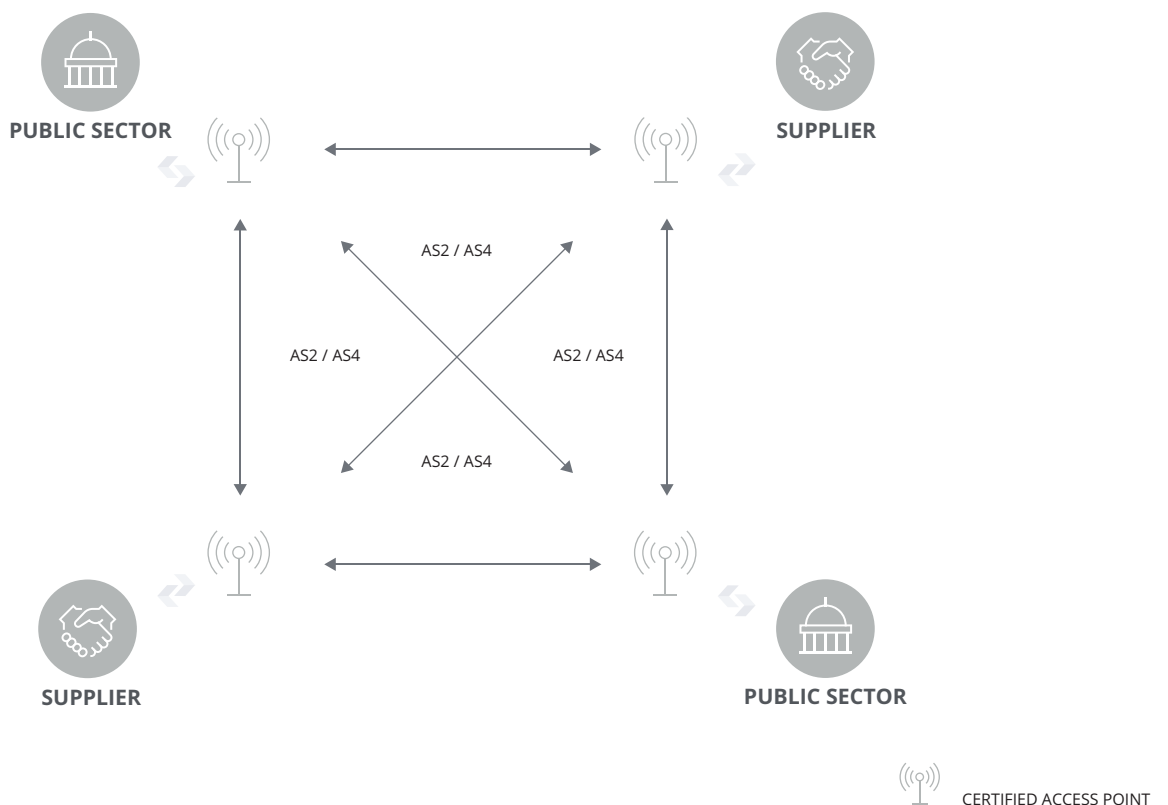 PUBLIC SECTOR
SUPPLIER
AS2 / AS4
AS2 / AS4
AS2 / AS4
AS2 / AS4
SUPPLIER
PUBLIC SECTOR
CERTIFIED ACCESS POINT